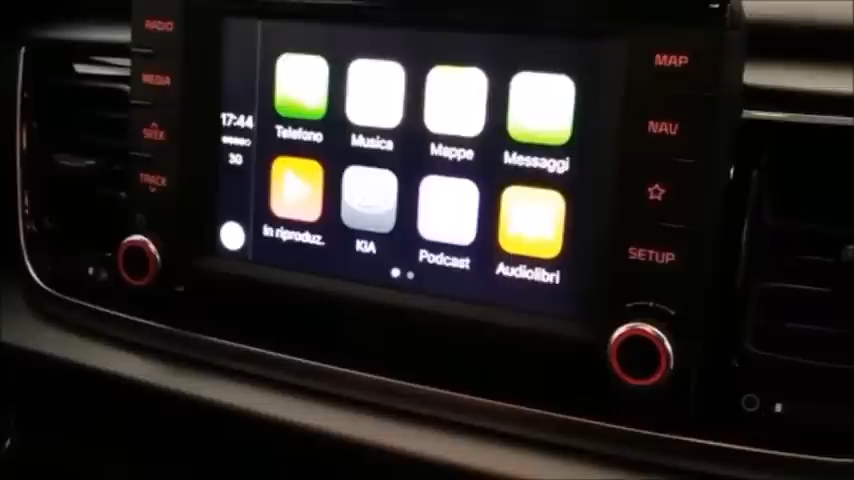 RADIO
MEDIA
SEEK
TRACK
17:44
3G
Telefono
Musica
Mappe
Messaggi
In riproduz..
KIA
Podcast
Audiolibri
MAP
NAV
SETUP